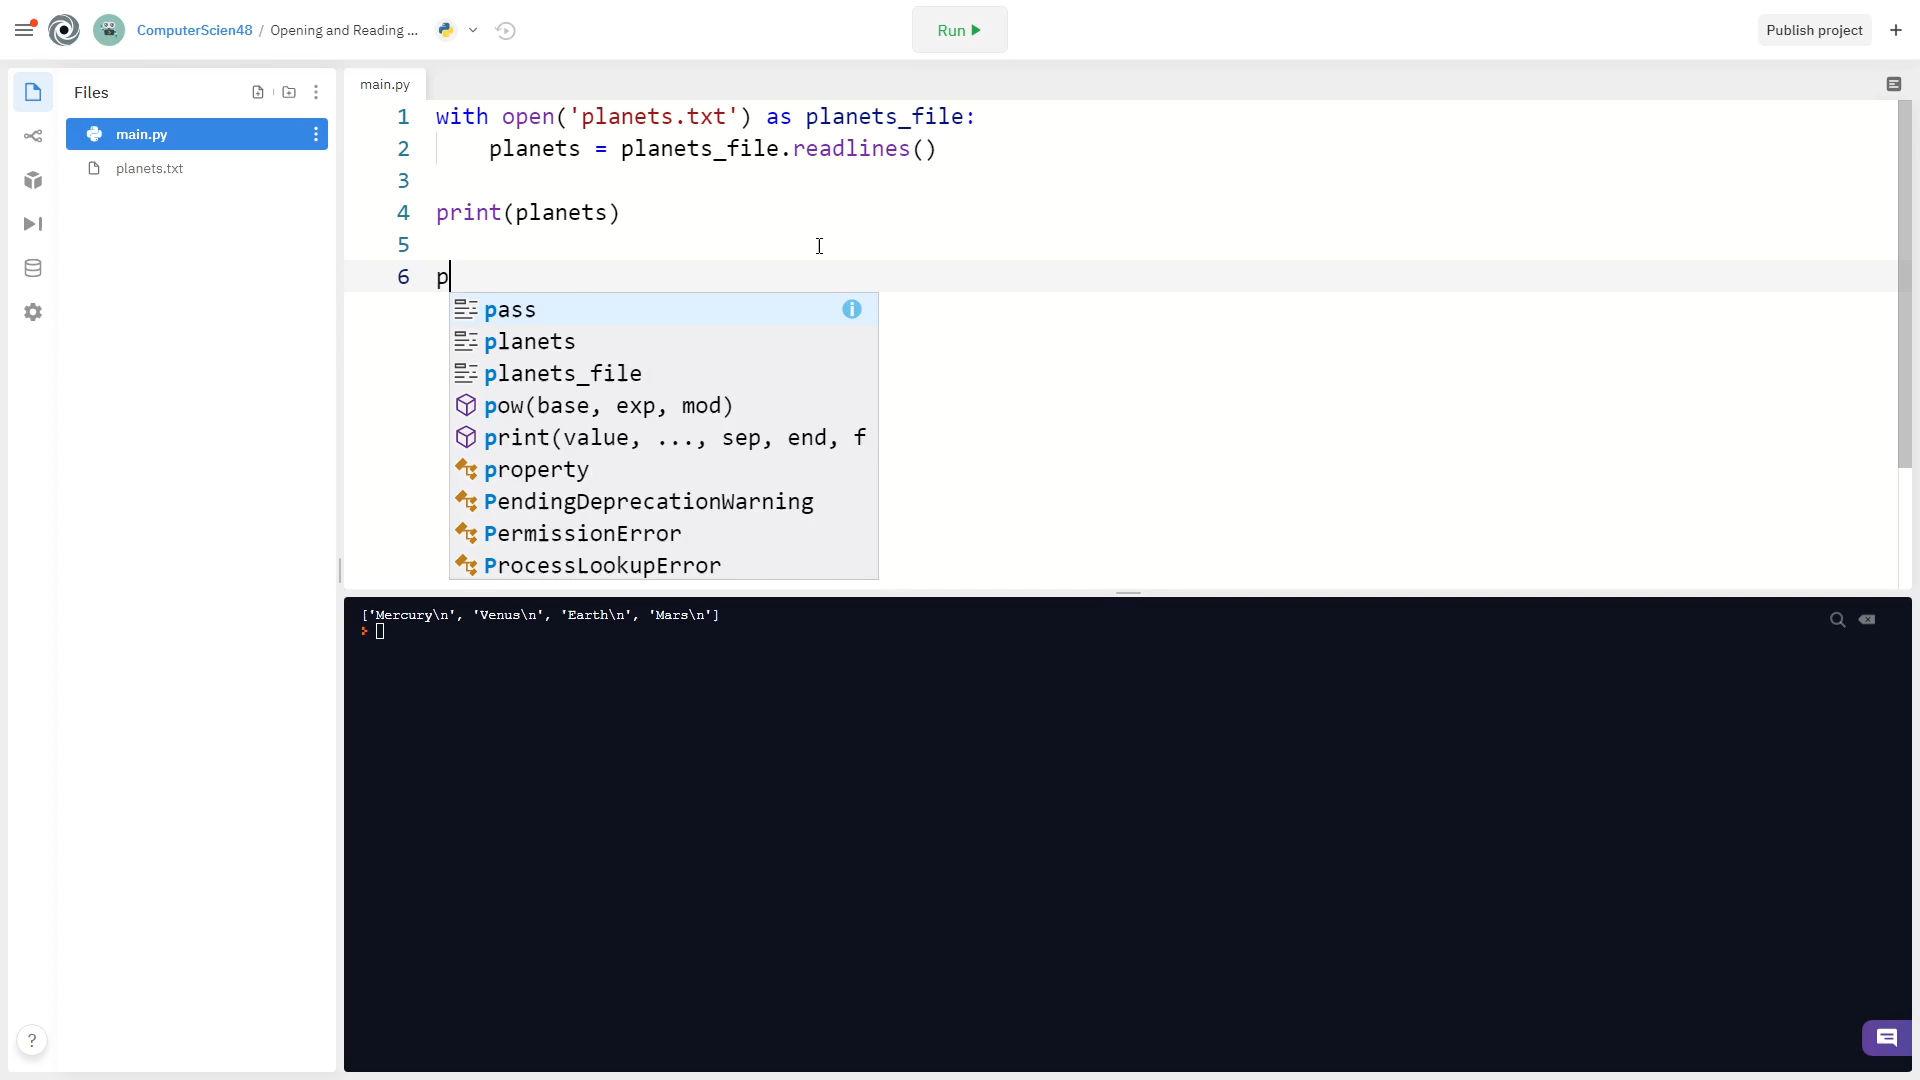 ComputerScien48 / Opening and Reading ...
Run
Publish project
Files
main.py
planets.txt
main.py
1 with open('planets.txt') as planets_file:
2 planets = planets_file.readlines()
3
4 print(planets)
5
6 p
pass
planets
planets_file
pow(base, exp, mod)
print(value, ..., sep, end, f
property
PendingDeprecationWarning
PermissionError
ProcessLookupError
['Mercury\n', 'Venus\n', 'Earth\n', 'Mars\n']
?